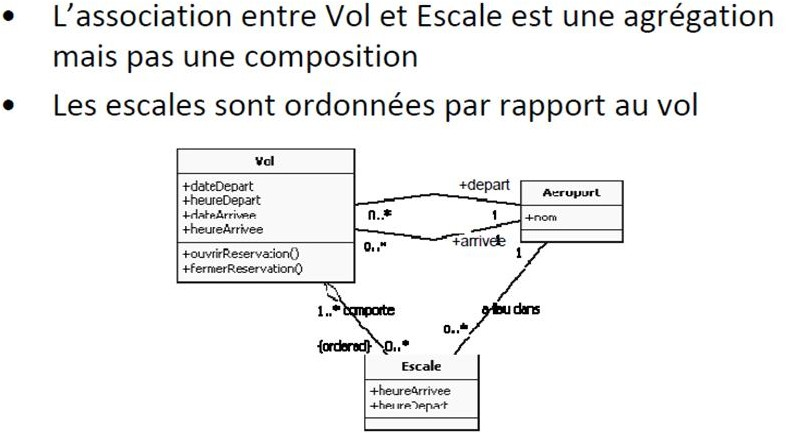 • L'association entre Vol et Escale est une agrégation
mais pas une composition
• Les escales sont ordonnées par rapport au vol
Vol
+dateDepart
+heureDepart
+dateArrivee
+heureArrivee
+ouvrirReservation()
+fermerReservation()
+depart
0..*
1
Aeroport
+nom
0..*
+arrivee
1
1
1..* comporte
a lieu dans
0..*
{ordered} 0..*
Escale
+heureArrivee
+heureDepart